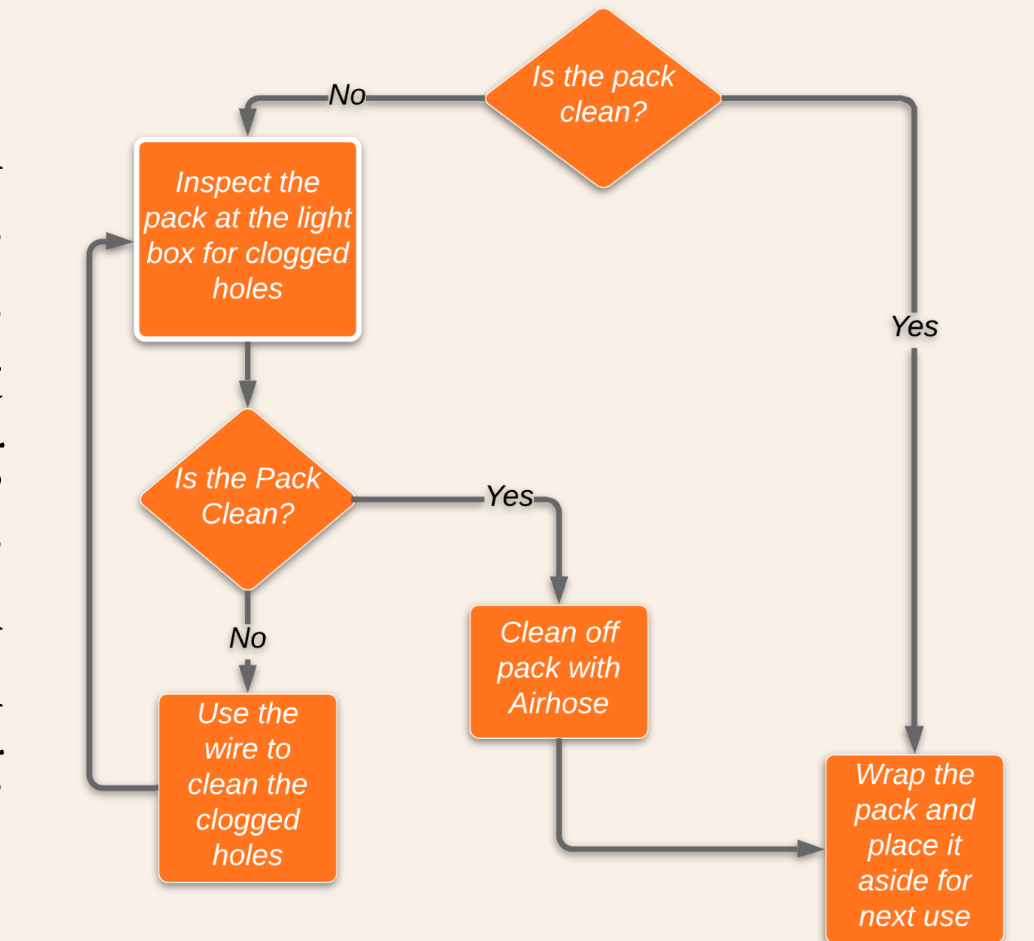 Is the pack
clean?
No
Inspect the
pack at the light
box for clogged
holes
Yes
Is the Pack
Clean?
Yes
No
Clean off
pack with
Airhose
Use the
wire to
clean the
clogged
holes
Wrap the
pack and
place it
aside for
next use